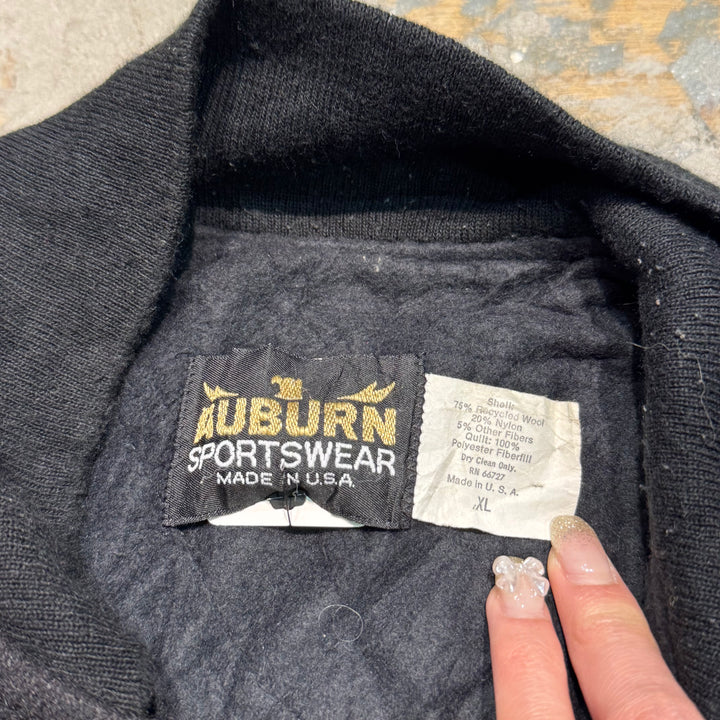 AUBURN
SPORTSWEAR
MADE IN U.S.A.
Shell:
75% Recycled Wool
20% Nylon
5% Other Fibers
Quilt: 100%
Polyester Fiberfill
Dry Clean Only.
RN 66727
Made in U. S. A.
XL